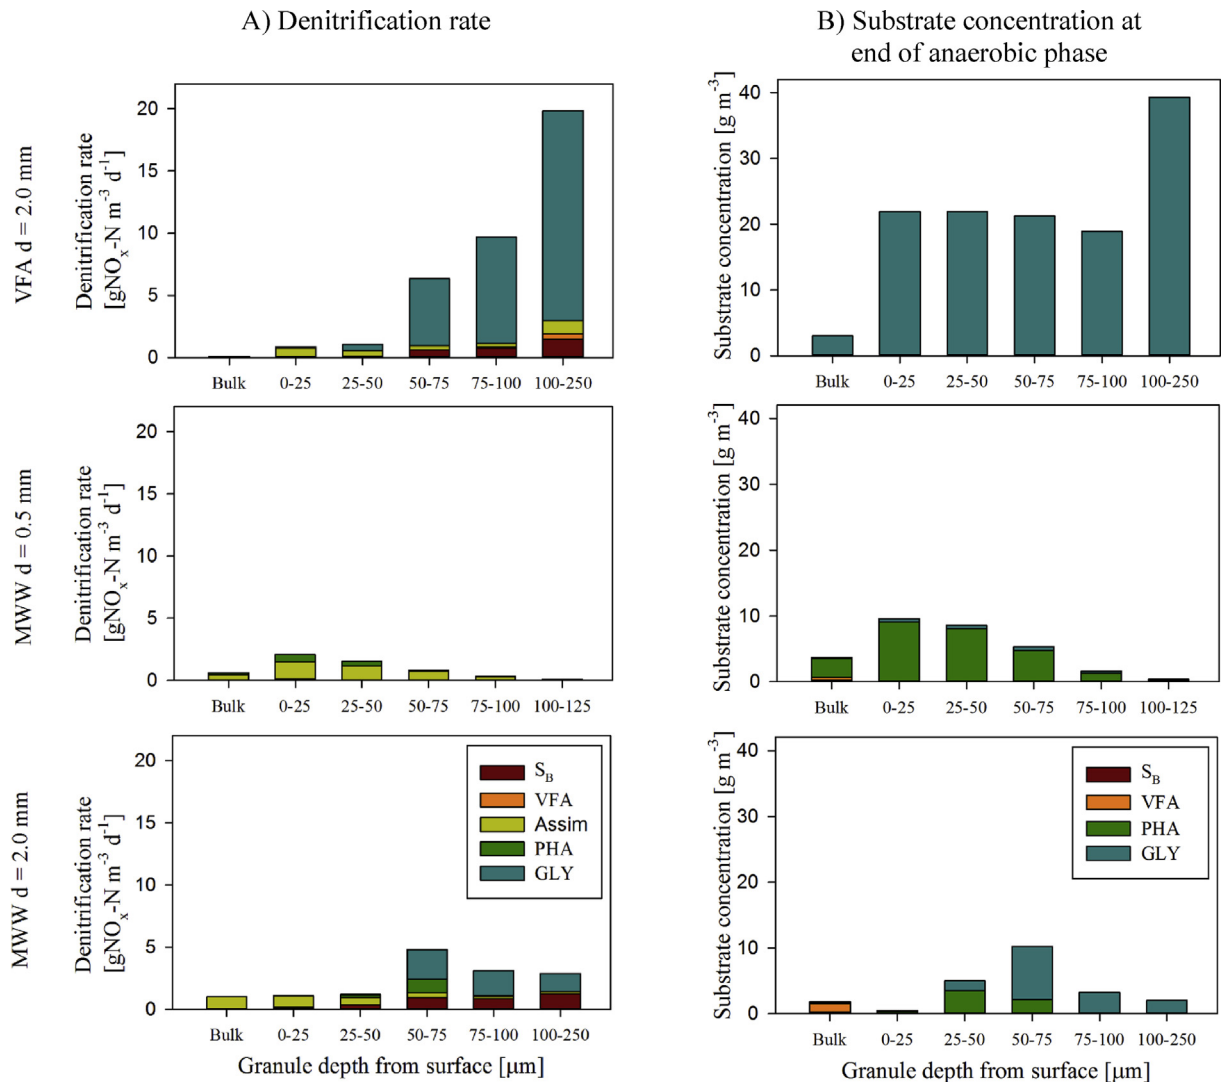 A) Denitrification rate
B) Substrate concentration at
end of anaerobic phase
VFA d = 2.0 mm
Denitrification rate
[gNOₓ-N m⁻³ d⁻¹]
20
15
10
5
0
Bulk 0-25 25-50 50-75 75-100 100-250
Substrate concentration [g m⁻³]
40
30
20
10
0
Bulk 0-25 25-50 50-75 75-100 100-250
MWW d = 0.5 mm
Denitrification rate
[gNOₓ-N m⁻³ d⁻¹]
20
15
10
5
0
Bulk 0-25 25-50 50-75 75-100 100-125
Substrate concentration [g m⁻³]
40
30
20
10
0
Bulk 0-25 25-50 50-75 75-100 100-125
MWW d = 2.0 mm
Denitrification rate
[gNOₓ-N m⁻³ d⁻¹]
20
15
10
5
0
S_B
VFA
Assim
PHA
GLY
Bulk 0-25 25-50 50-75 75-100 100-250
Granule depth from surface [μm]
Substrate concentration [g m⁻³]
40
30
20
10
0
S_B
VFA
PHA
GLY
Bulk 0-25 25-50 50-75 75-100 100-250
Granule depth from surface [μm]